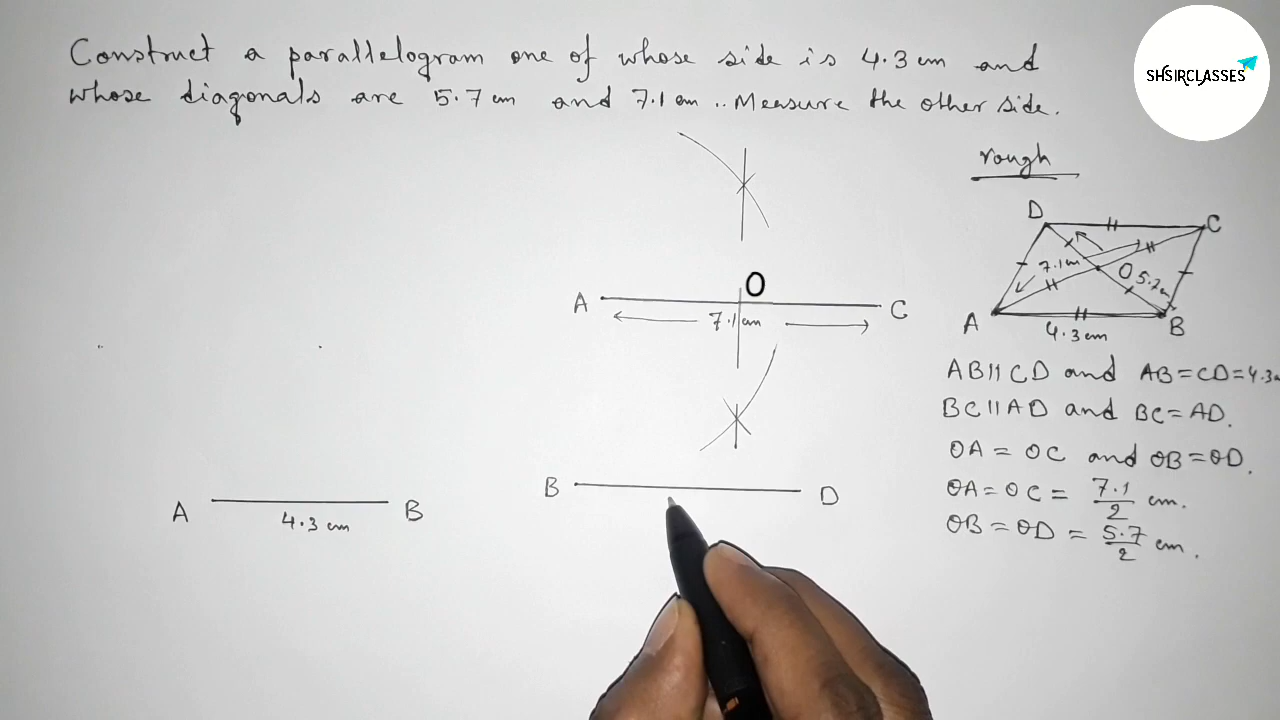 Construct a parallelogram one of whose side is 4.3 cm and
whose diagonals are 5.7 cm and 7.1 cm .. Measure the other side.
SHSIRCLASSES
rough
D
C
7.1 cm
O
5.7 cm
A
B
4.3 cm
O
A
C
7.1 cm
AB || CD and AB = CD = 4.3
BC || AD and BC = AD.
OA = OC and OB = OD.
OA = OC = 7.1/2 cm.
OB = OD = 5.7/2 cm.
B
D
A
B
4.3 cm